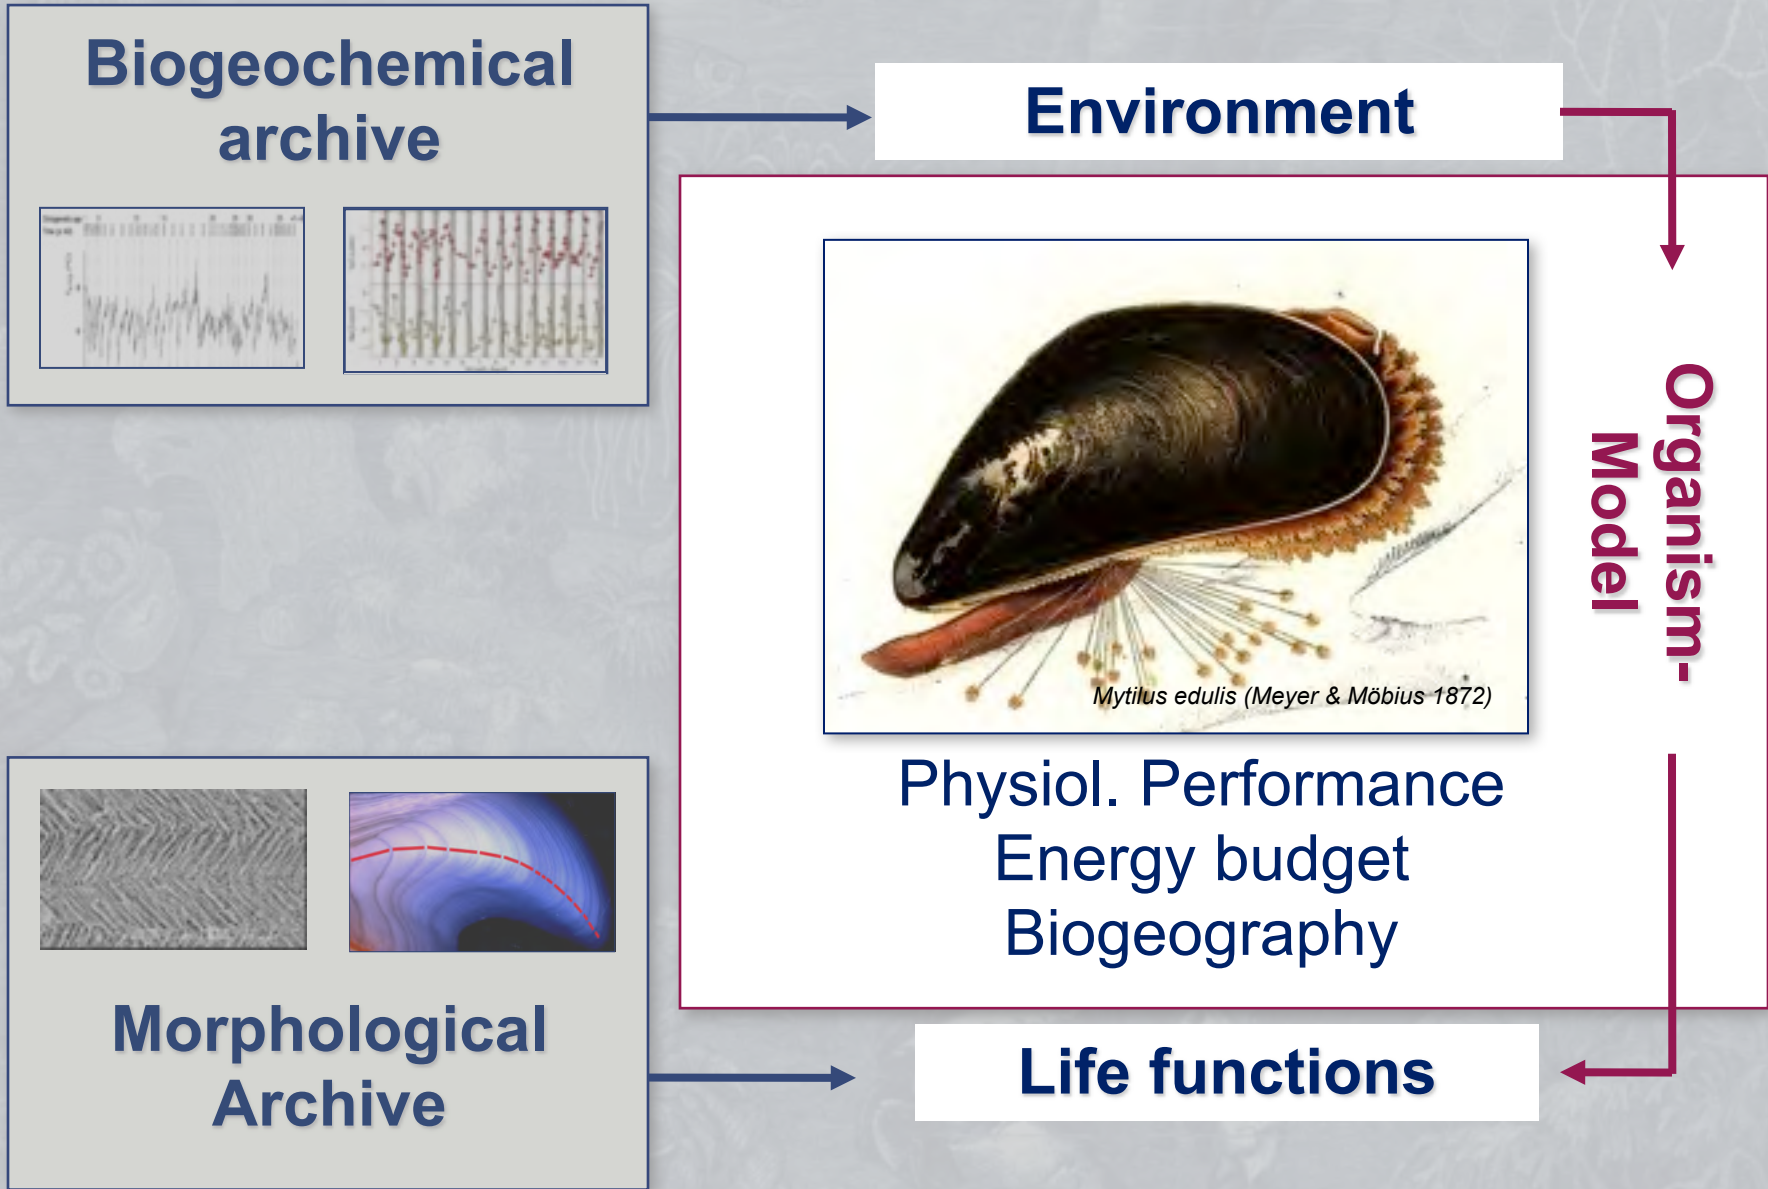 Biogeochemical
archive
Environment
Organism-
Model
Mytilus edulis (Meyer & Möbius 1872)
Physiol. Performance
Energy budget
Biogeography
Morphological
Archive
Life functions